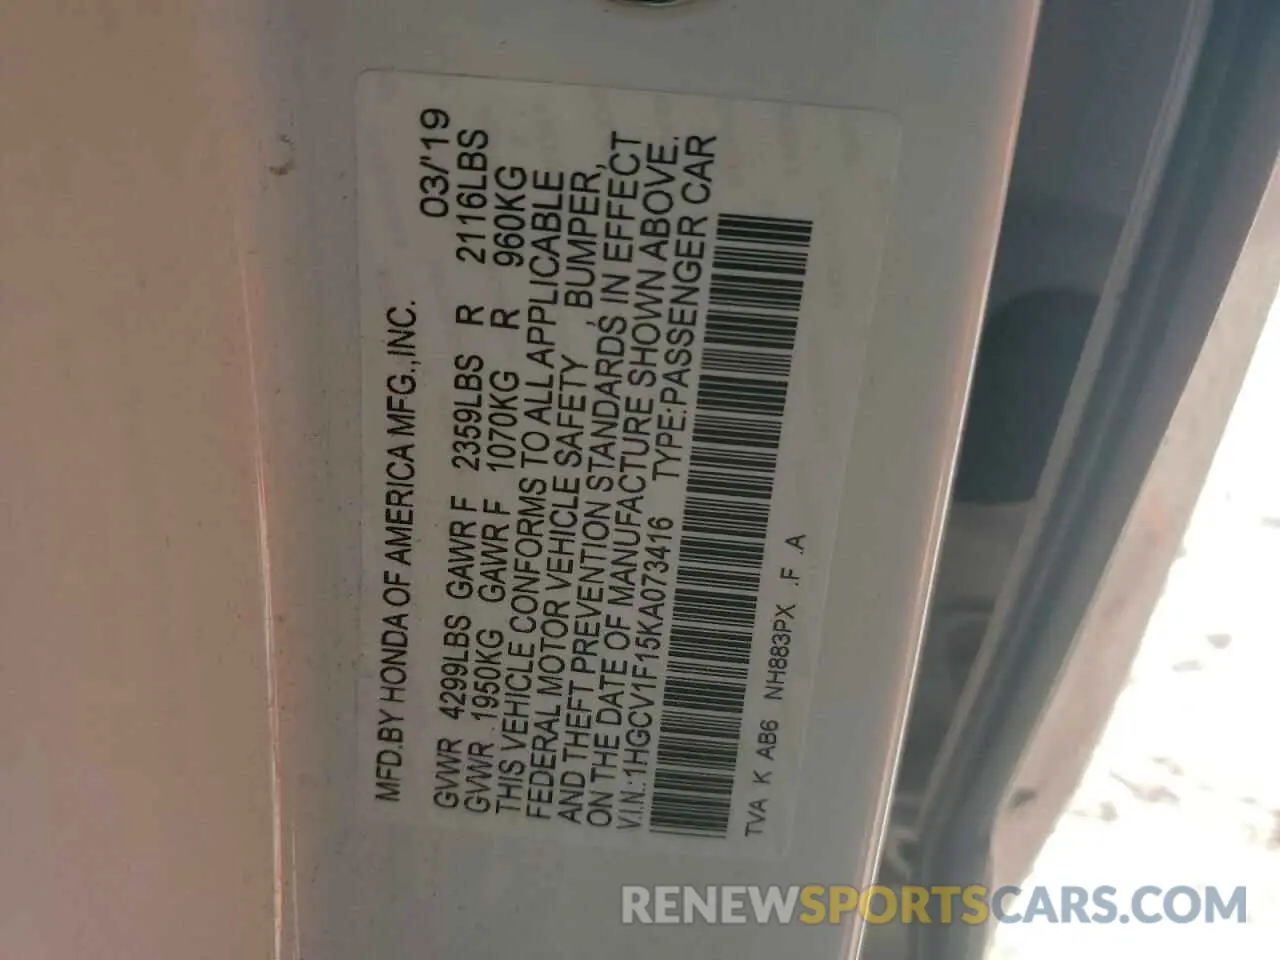 MFD.BY HONDA OF AMERICA MFG.,INC. 03/'19
GVWR 4299LBS GAWR F 2359LBS R 2116LBS
GVWR 1950KG GAWR F 1070KG R 960KG
THIS VEHICLE CONFORMS TO ALL APPLICABLE
FEDERAL MOTOR VEHICLE SAFETY, BUMPER,
AND THEFT PREVENTION STANDARDS IN EFFECT
ON THE DATE OF MANUFACTURE SHOWN ABOVE.
V.I.N.:1HGCV1F15KA073416 TYPE:PASSENGER CAR
TVA K AB6 NH883PX .F .A
RENEWSPORTSCARS.COM